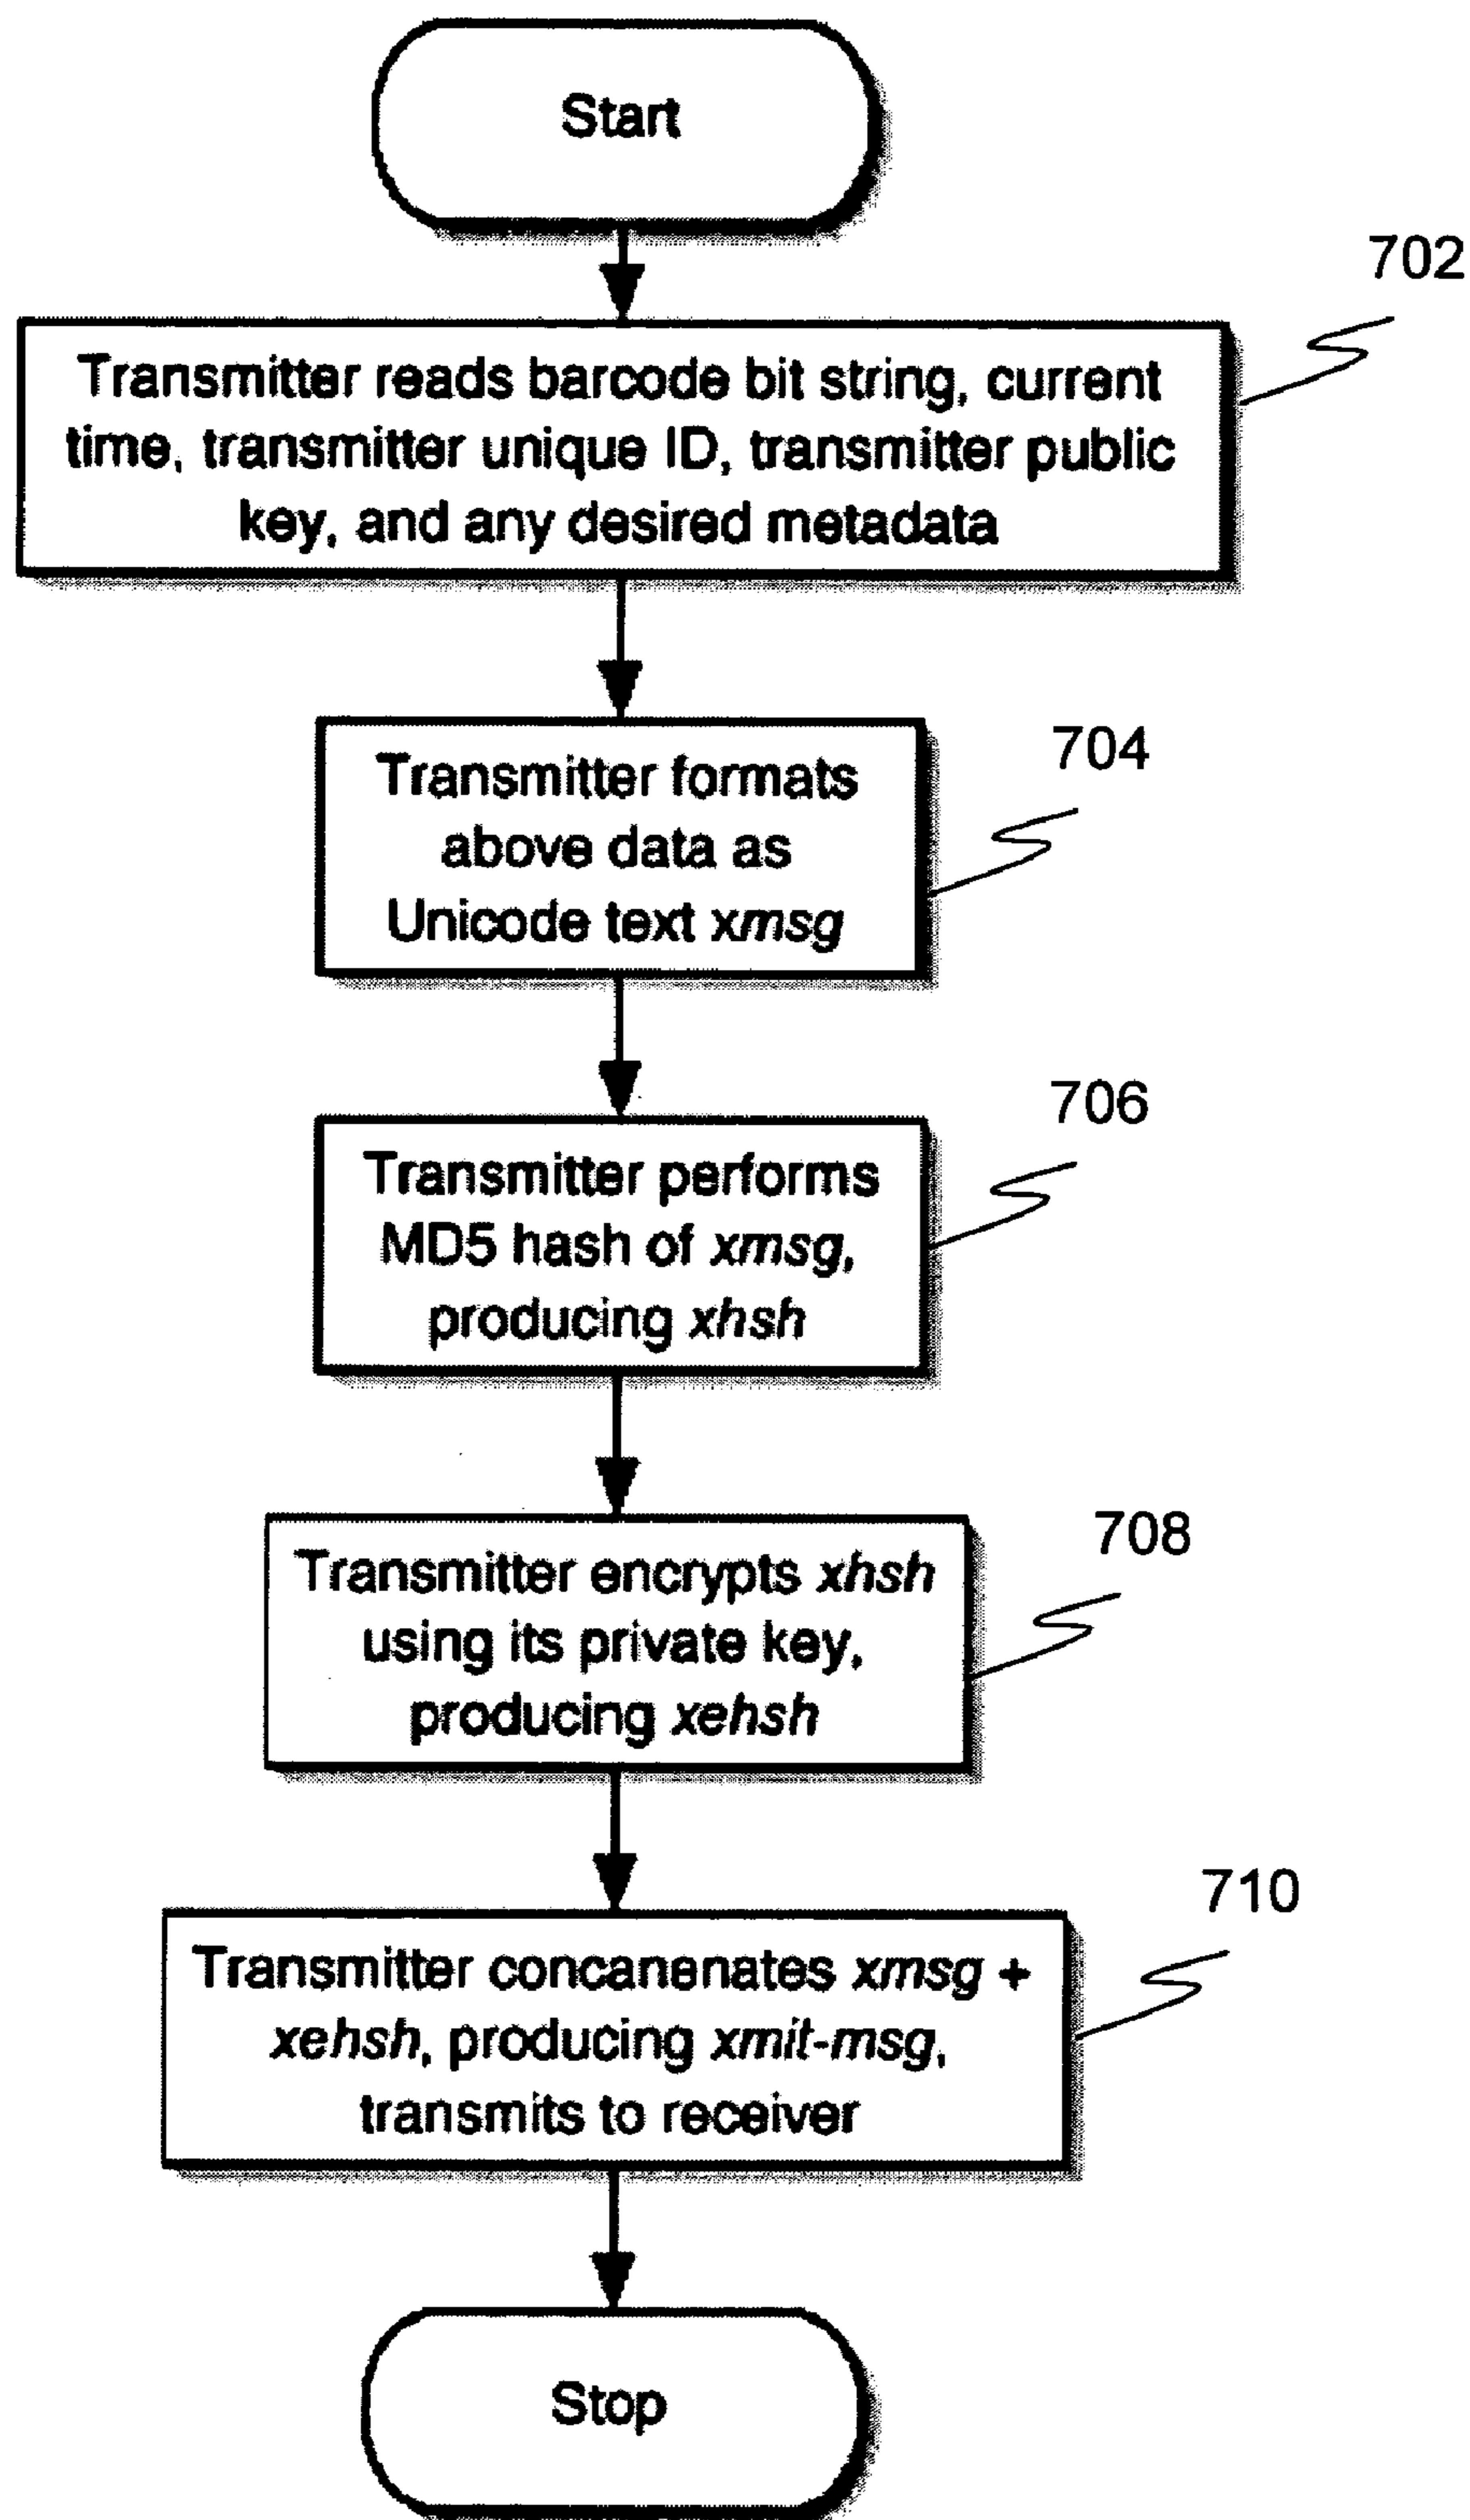 Start
702
Transmitter reads barcode bit string, current
time, transmitter unique ID, transmitter public
key, and any desired metadata
704
Transmitter formats
above data as
Unicode text xmsg
706
Transmitter performs
MD5 hash of xmsg,
producing xhsh
708
Transmitter encrypts xhsh
using its private key,
producing xehsh
710
Transmitter concanenates xmsg +
xehsh, producing xmit-msg,
transmits to receiver
Stop